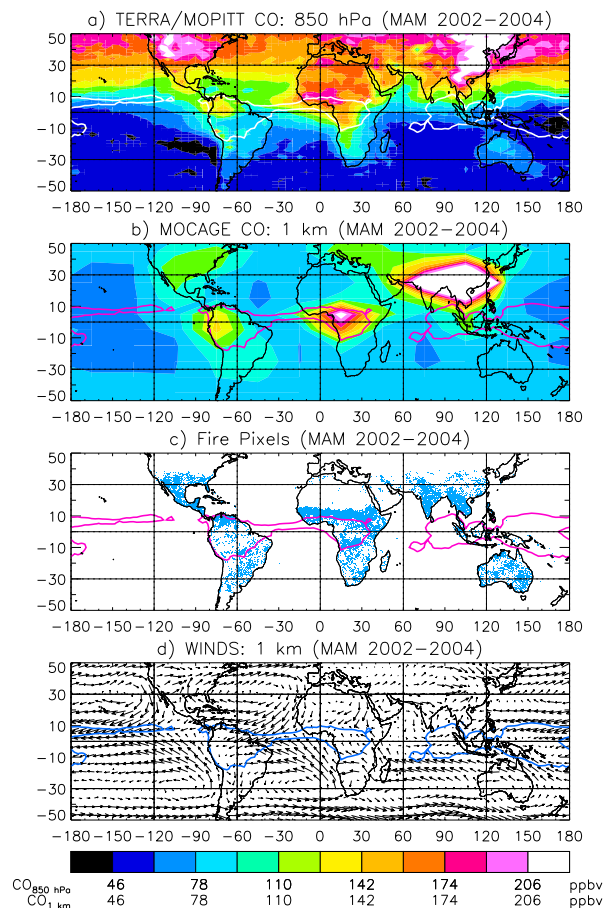 a) TERRA/MOPITT CO: 850 hPa (MAM 2002−2004)
50
30
10
−10
−30
−50
−180 −150 −120 −90 −60 −30 0 30 60 90 120 150 180
b) MOCAGE CO: 1 km (MAM 2002−2004)
50
30
10
−10
−30
−50
−180 −150 −120 −90 −60 −30 0 30 60 90 120 150 180
c) Fire Pixels (MAM 2002−2004)
50
30
10
−10
−30
−50
−180 −150 −120 −90 −60 −30 0 30 60 90 120 150 180
d) WINDS: 1 km (MAM 2002−2004)
50
30
10
−10
−30
−50
−180 −150 −120 −90 −60 −30 0 30 60 90 120 150 180
CO850 hPa 46 78 110 142 174 206 ppbv
CO1 km 46 78 110 142 174 206 ppbv